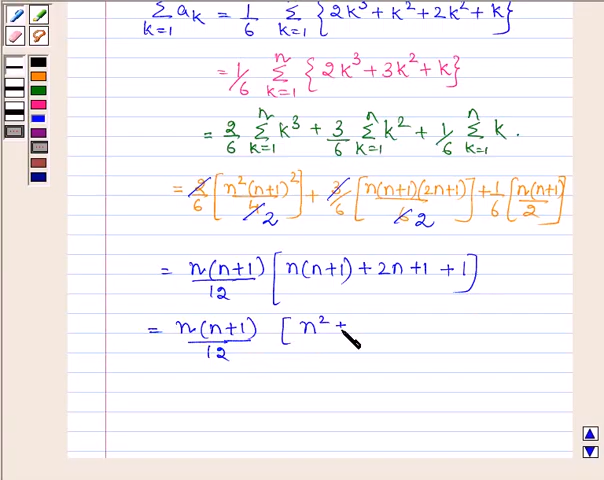 n∑k=1 aₖ = 1/6 ∑k=1 {2k³ + k² + 2k² + k}
= 1/6 n∑k=1 {2k³ + 3k² + k}
= 2/6 n∑k=1 k³ + 3/6 n∑k=1 k² + 1/6 n∑k=1 k.
= 2/6 [n²(n+1)²/4 2] + 3/6 [n(n+1)(2n+1)/6 2] + 1/6 [n(n+1)/2]
= n(n+1)/12 [n(n+1) + 2n + 1 + 1]
= n(n+1)/12 [n² +